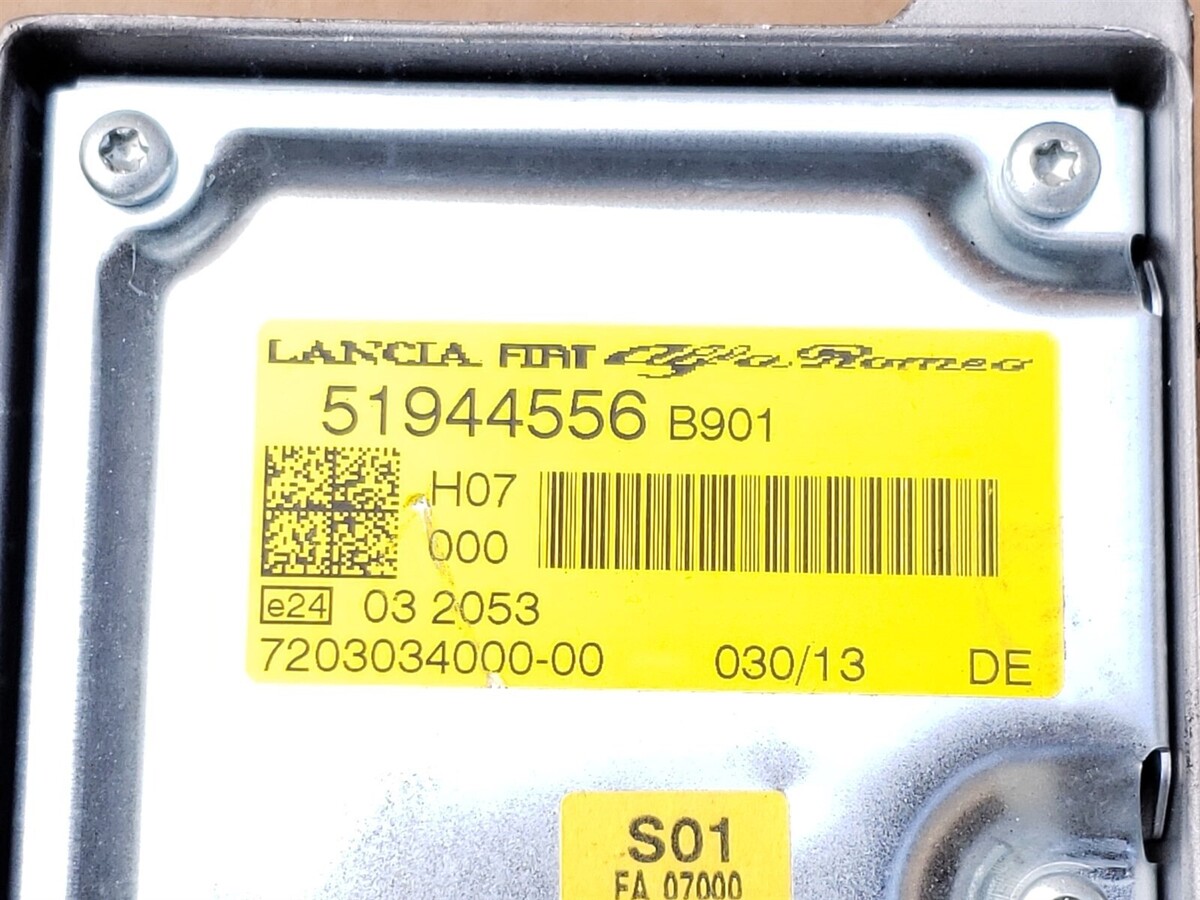 LANCIA FIAT Alfa Romeo
51944556 B901
H07
000
e24 03 2053
7203034000-00 030/13 DE
S01
FA 07000